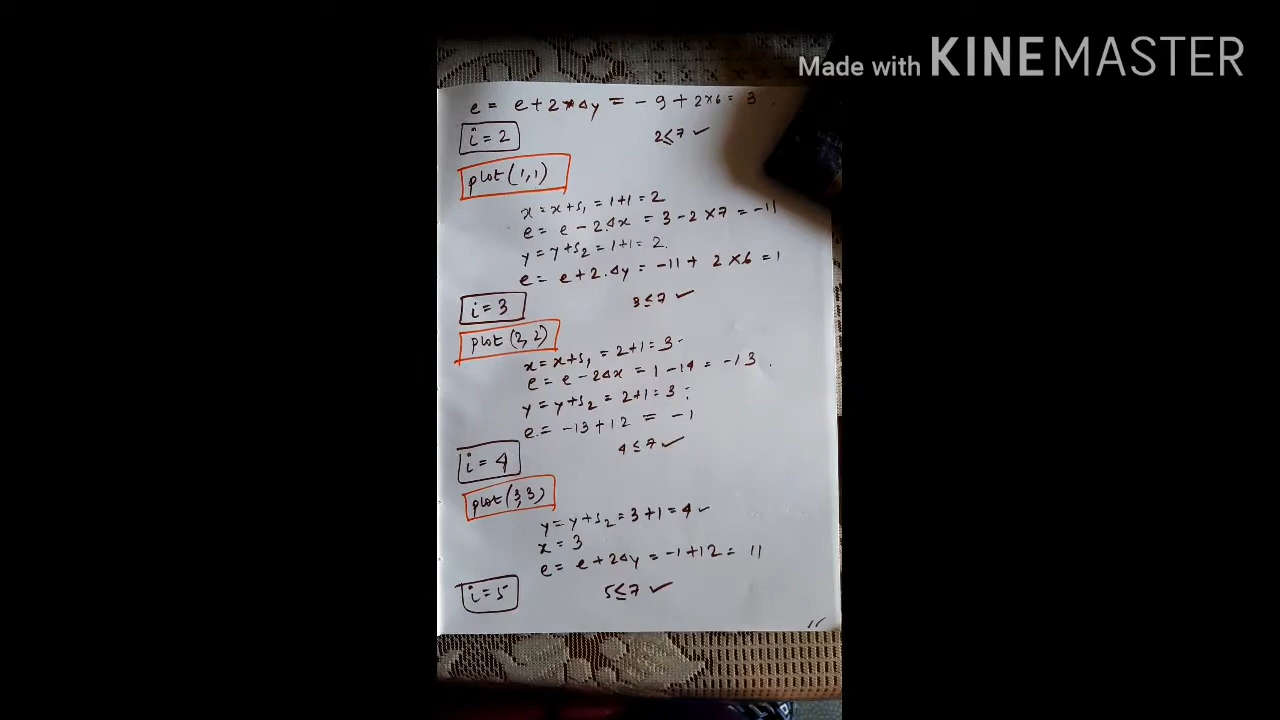 Made with KINEMASTER
e = e + 2*Δy = - 9 + 2×6 = 3 .
i = 2
2 ≤ 7 ✓
plot (1,1)
x = x + s₁ = 1+1 = 2
e = e - 2.Δx = 3 - 2 × 7 = -11
y = y + s₂ = 1+1 = 2.
e = e + 2.Δy = -11 + 2 × 6 = 1
i = 3
3 ≤ 7 ✓
plot (2, 2)
x = x + s₁ = 2+1 = 3
e = e - 2Δx = 1 - 14 = -13 .
y = y + s₂ = 2+1 = 3
e = -13 + 12 = -1
4 ≤ 7 ✓
i = 4
plot (3,3)
y = y + s₂ = 3 + 1 = 4 ✓
x = 3
e = e + 2Δy = -1 + 12 = 11
i = 5
5 ≤ 7 ✓